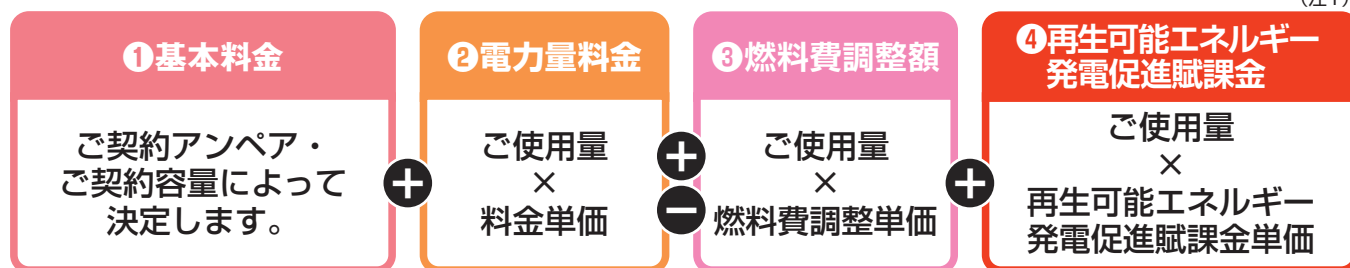 (注1)
❶基本料金
ご契約アンペア・
ご契約容量によって
決定します。
+
❷電力量料金
ご使用量
×
料金単価
+
−
❸燃料費調整額
ご使用量
×
燃料費調整単価
+
❹再生可能エネルギー
発電促進賦課金
ご使用量
×
再生可能エネルギー
発電促進賦課金単価